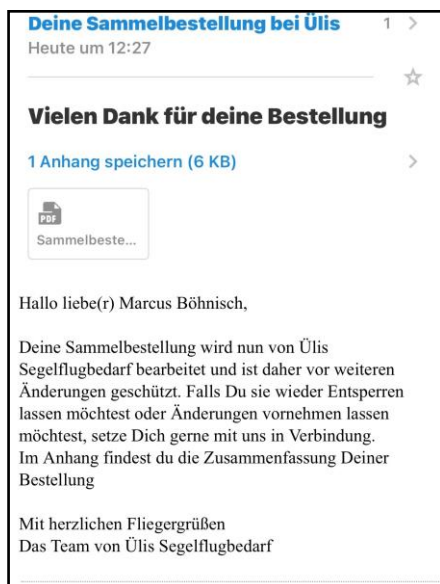 Deine Sammelbestellung bei Ülis 1 >
Heute um 12:27
Vielen Dank für deine Bestellung
1 Anhang speichern (6 KB) >
PDF
Sammelbeste...
Hallo liebe(r) Marcus Böhnisch,
Deine Sammelbestellung wird nun von Ülis
Segelflugbedarf bearbeitet und ist daher vor weiteren
Änderungen geschützt. Falls Du sie wieder Entsperren
lassen möchtest oder Änderungen vornehmen lassen
möchtest, setze Dich gerne mit uns in Verbindung.
Im Anhang findest du die Zusammenfassung Deiner
Bestellung
Mit herzlichen Fliegergrüßen
Das Team von Ülis Segelflugbedarf